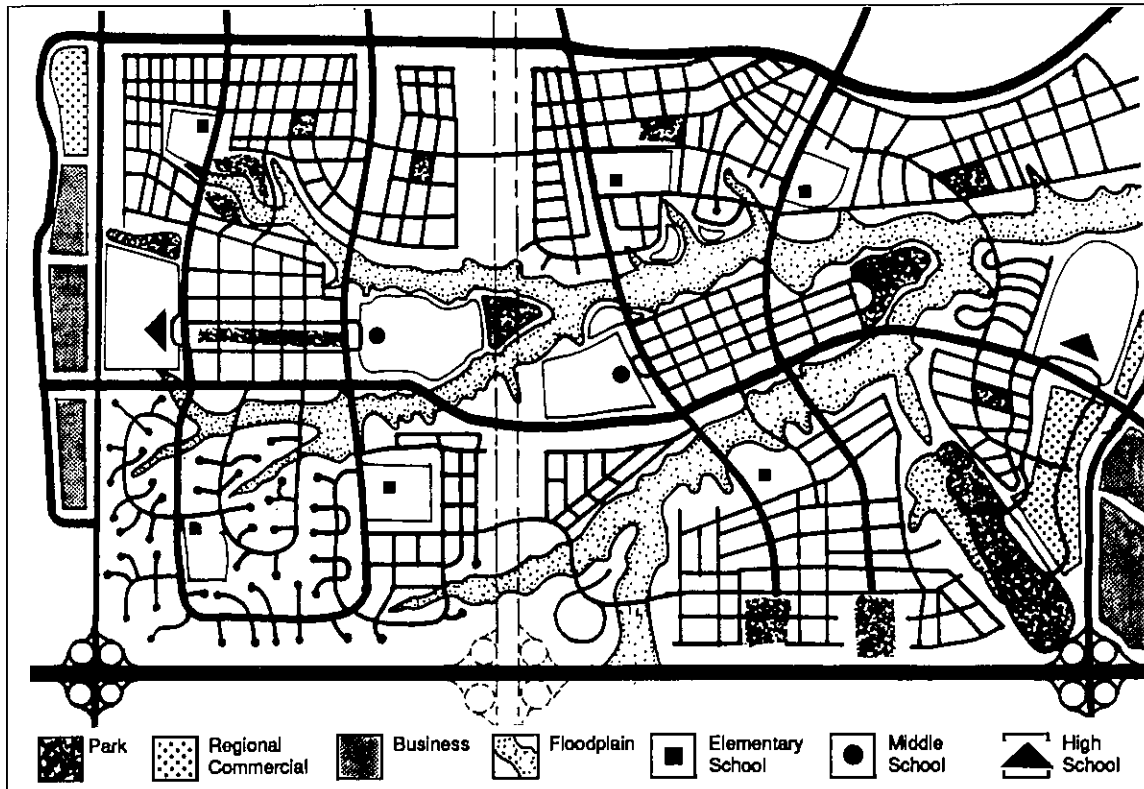 Park
Regional
Commercial
Business
Floodplain
Elementary
School
Middle
School
High
School